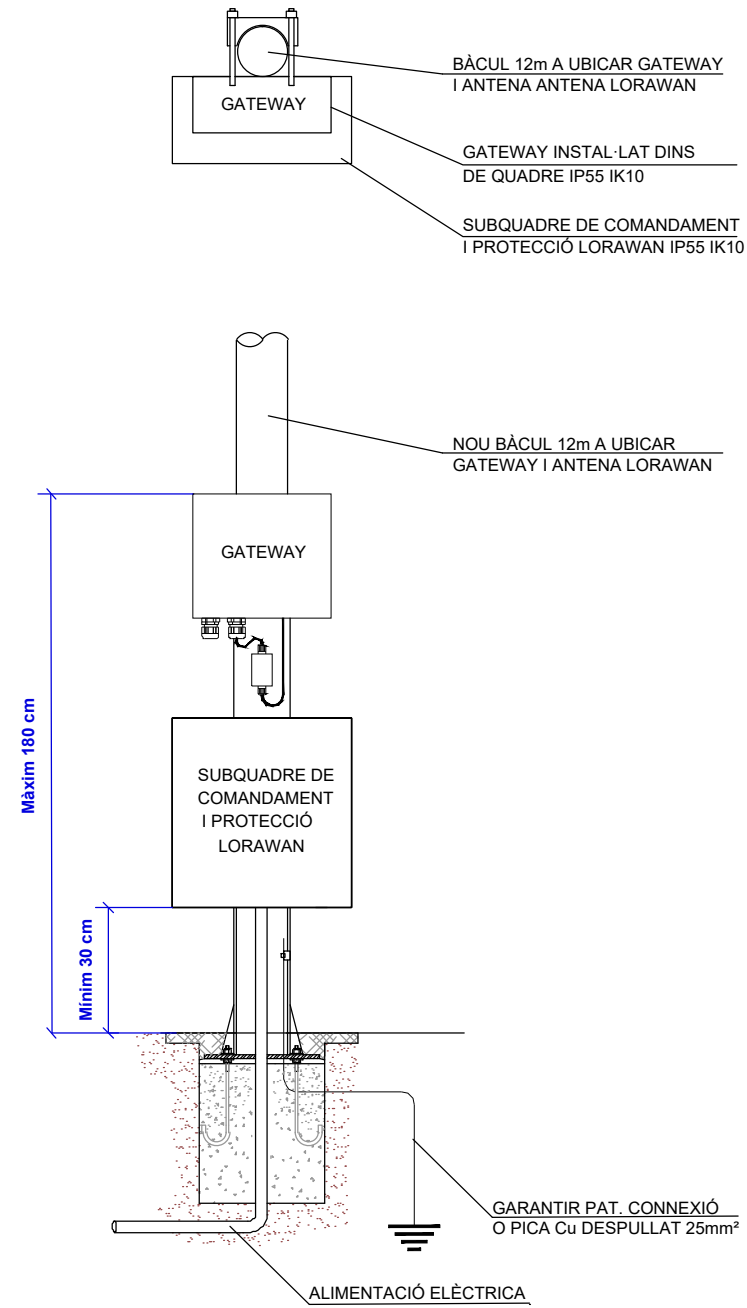 BÀCUL 12m A UBICAR GATEWAY
I ANTENA ANTENA LORAWAN
GATEWAY
GATEWAY INSTAL·LAT DINS
DE QUADRE IP55 IK10
SUBQUADRE DE COMANDAMENT
I PROTECCIÓ LORAWAN IP55 IK10
NOU BÀCUL 12m A UBICAR
GATEWAY I ANTENA LORAWAN
GATEWAY
Màxim 180 cm
SUBQUADRE DE
COMANDAMENT
I PROTECCIÓ
LORAWAN
Mínim 30 cm
GARANTIR PAT. CONNEXIÓ
O PICA Cu DESPULLAT 25mm²
ALIMENTACIÓ ELÈCTRICA